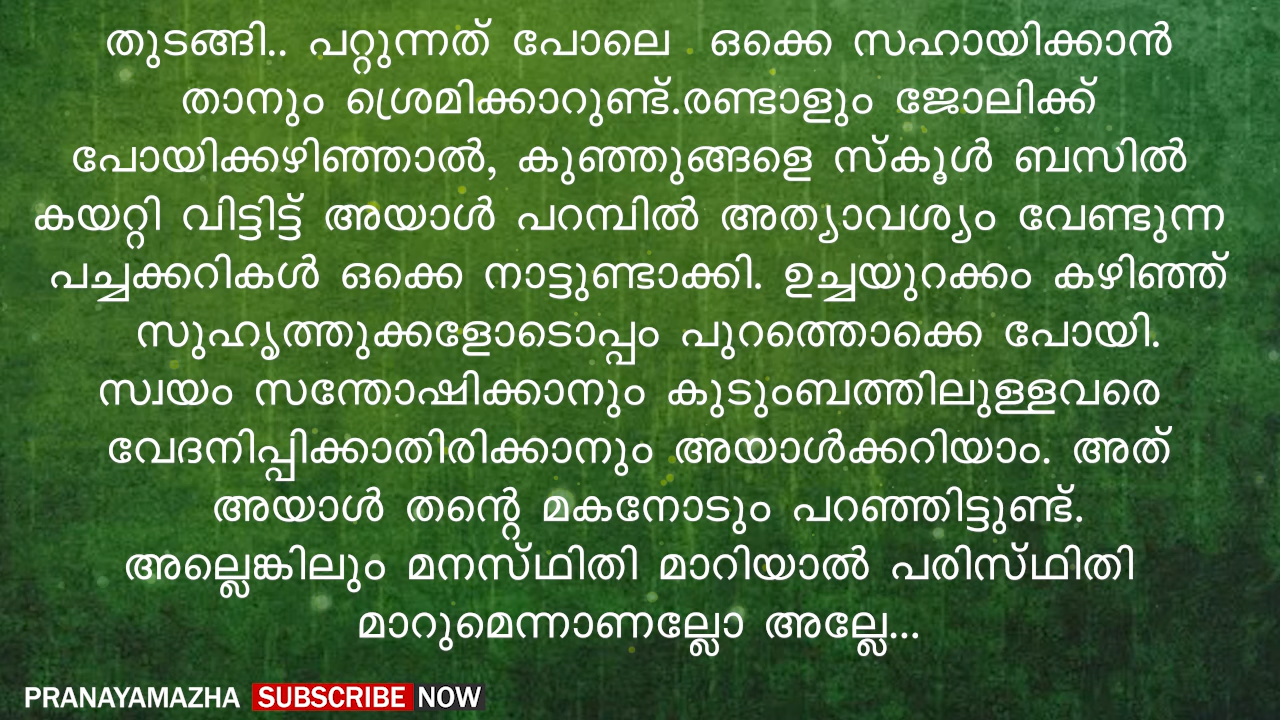 തുടങ്ങി.. പറ്റുന്നത് പോലെ ഒക്കെ സഹായിക്കാൻ
താനും ശ്രെമിക്കാറുണ്ട്.രണ്ടാളും ജോലിക്ക്
പോയിക്കഴിഞ്ഞാൽ, കുഞ്ഞുങ്ങളെ സ്കൂൾ ബസിൽ
കയറ്റി വിട്ടിട്ട് അയാൾ പറമ്പിൽ അത്യാവശ്യം വേണ്ടുന്ന
പച്ചക്കറികൾ ഒക്കെ നാട്ടുണ്ടാക്കി. ഉച്ചയുറക്കം കഴിഞ്ഞ്
സുഹൃത്തുക്കളോടൊപ്പം പുറത്തൊക്കെ പോയി.
സ്വയം സന്തോഷിക്കാനും കുടുംബത്തിലുള്ളവരെ
വേദനിപ്പിക്കാതിരിക്കാനും അയാൾക്കറിയാം. അത്
അയാൾ തന്റെ മകനോടും പറഞ്ഞിട്ടുണ്ട്.
അല്ലെങ്കിലും മനസ്ഥിതി മാറിയാൽ പരിസ്ഥിതി
മാറുമെന്നാണല്ലോ അല്ലേ...
PRANAYAMAZHA SUBSCRIBE NOW